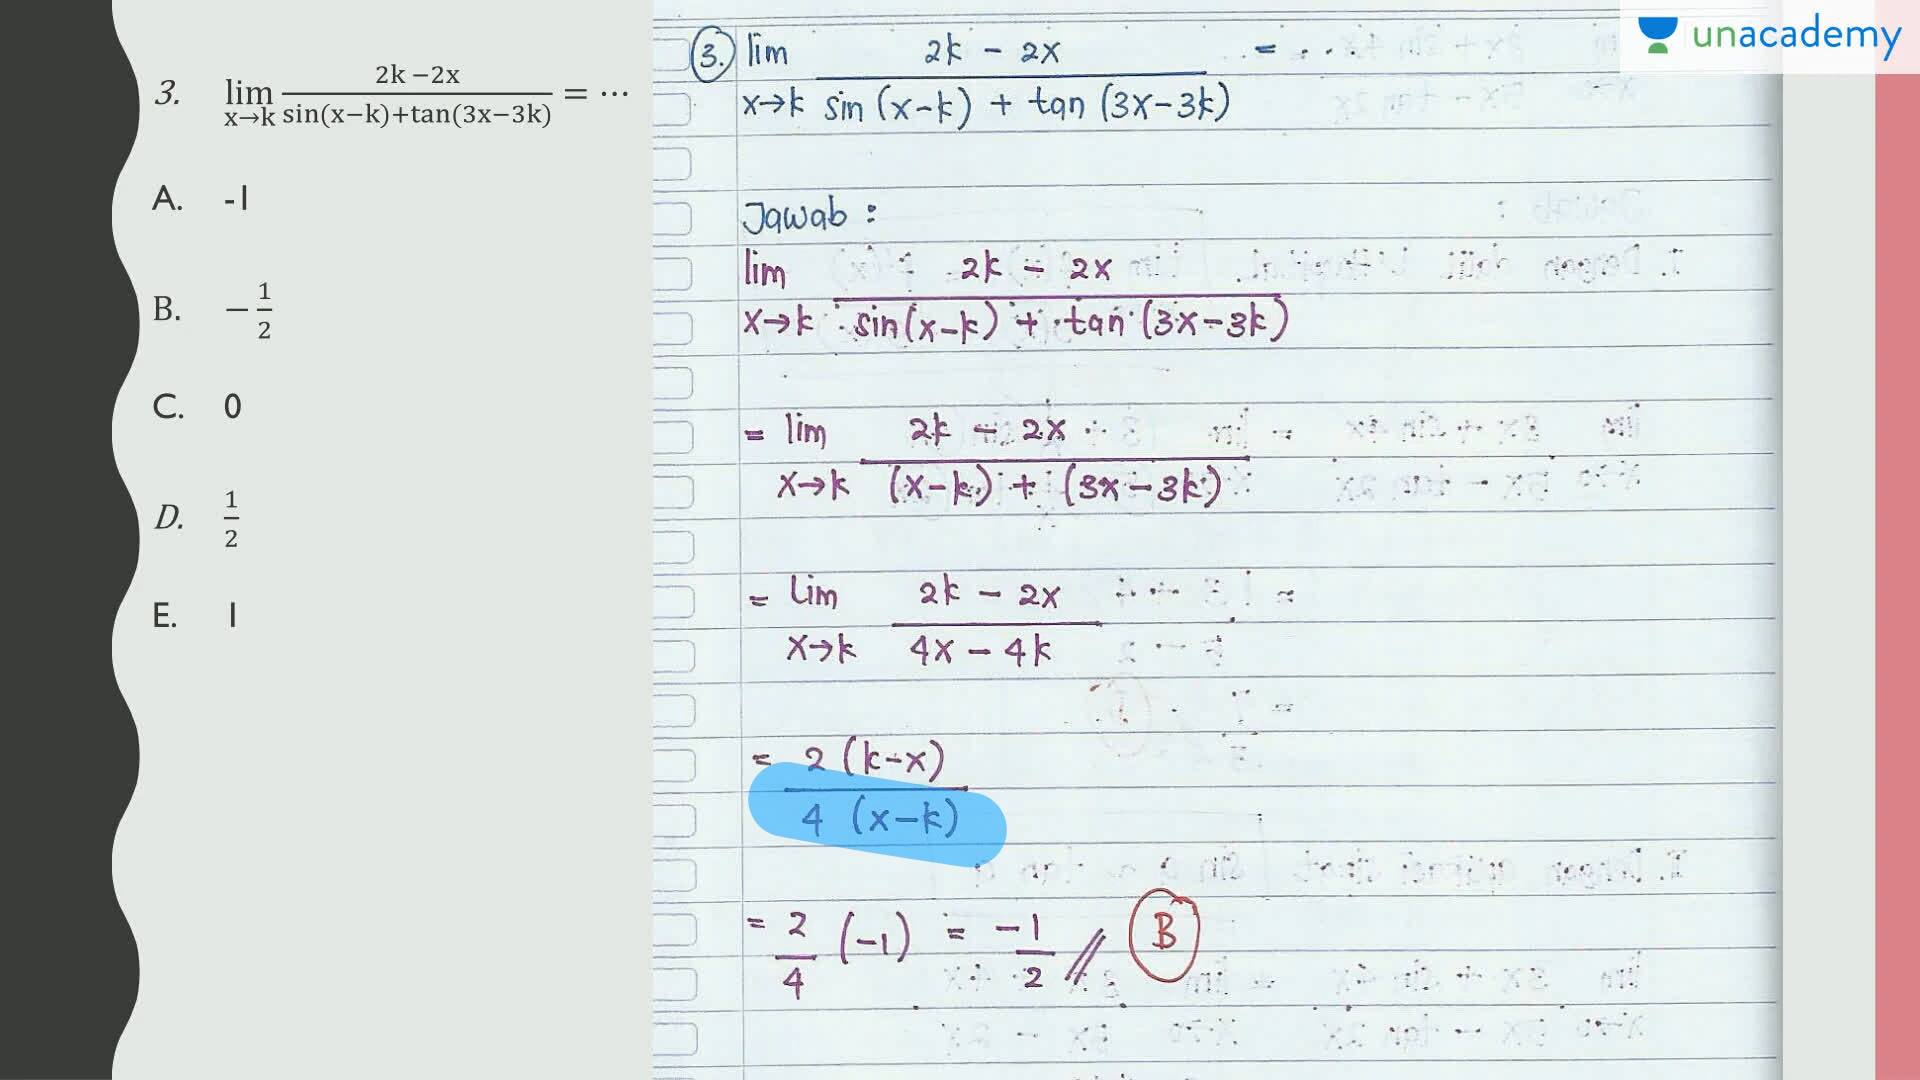 3. lim x→k 2k −2x / sin(x−k)+tan(3x−3k) = ⋯
A. -1
B. −1/2
C. 0
D. 1/2
E. 1
unacademy
3. lim x→k 2k − 2x / sin (x−k) + tan (3x−3k) = ...
Jawab :
lim x→k 2k − 2x / sin(x−k) + tan (3x−3k)
= lim x→k 2k − 2x / (x−k) + (3x−3k)
= Lim x→k 2k − 2x / 4x − 4k
= 2 (k−x) / 4 (x−k)
= 2/4 (−1) = −1/2 // B